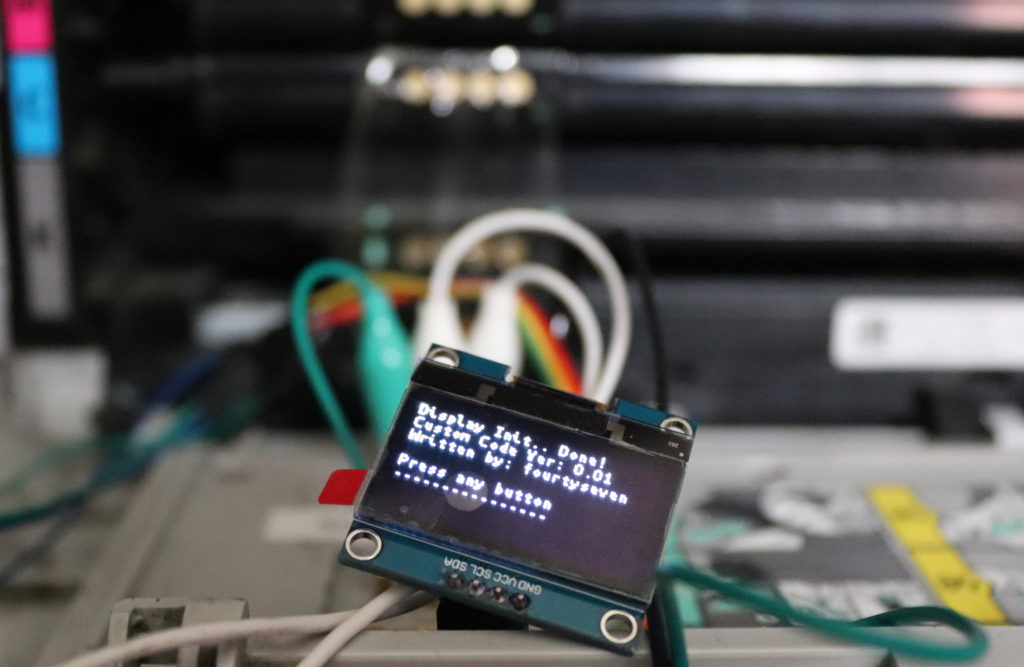 Display Init.. Done!
Custom Code Ver: 0.01
Written by: fourtyseven
Press any button
----------------
GND VCC SCL SDA